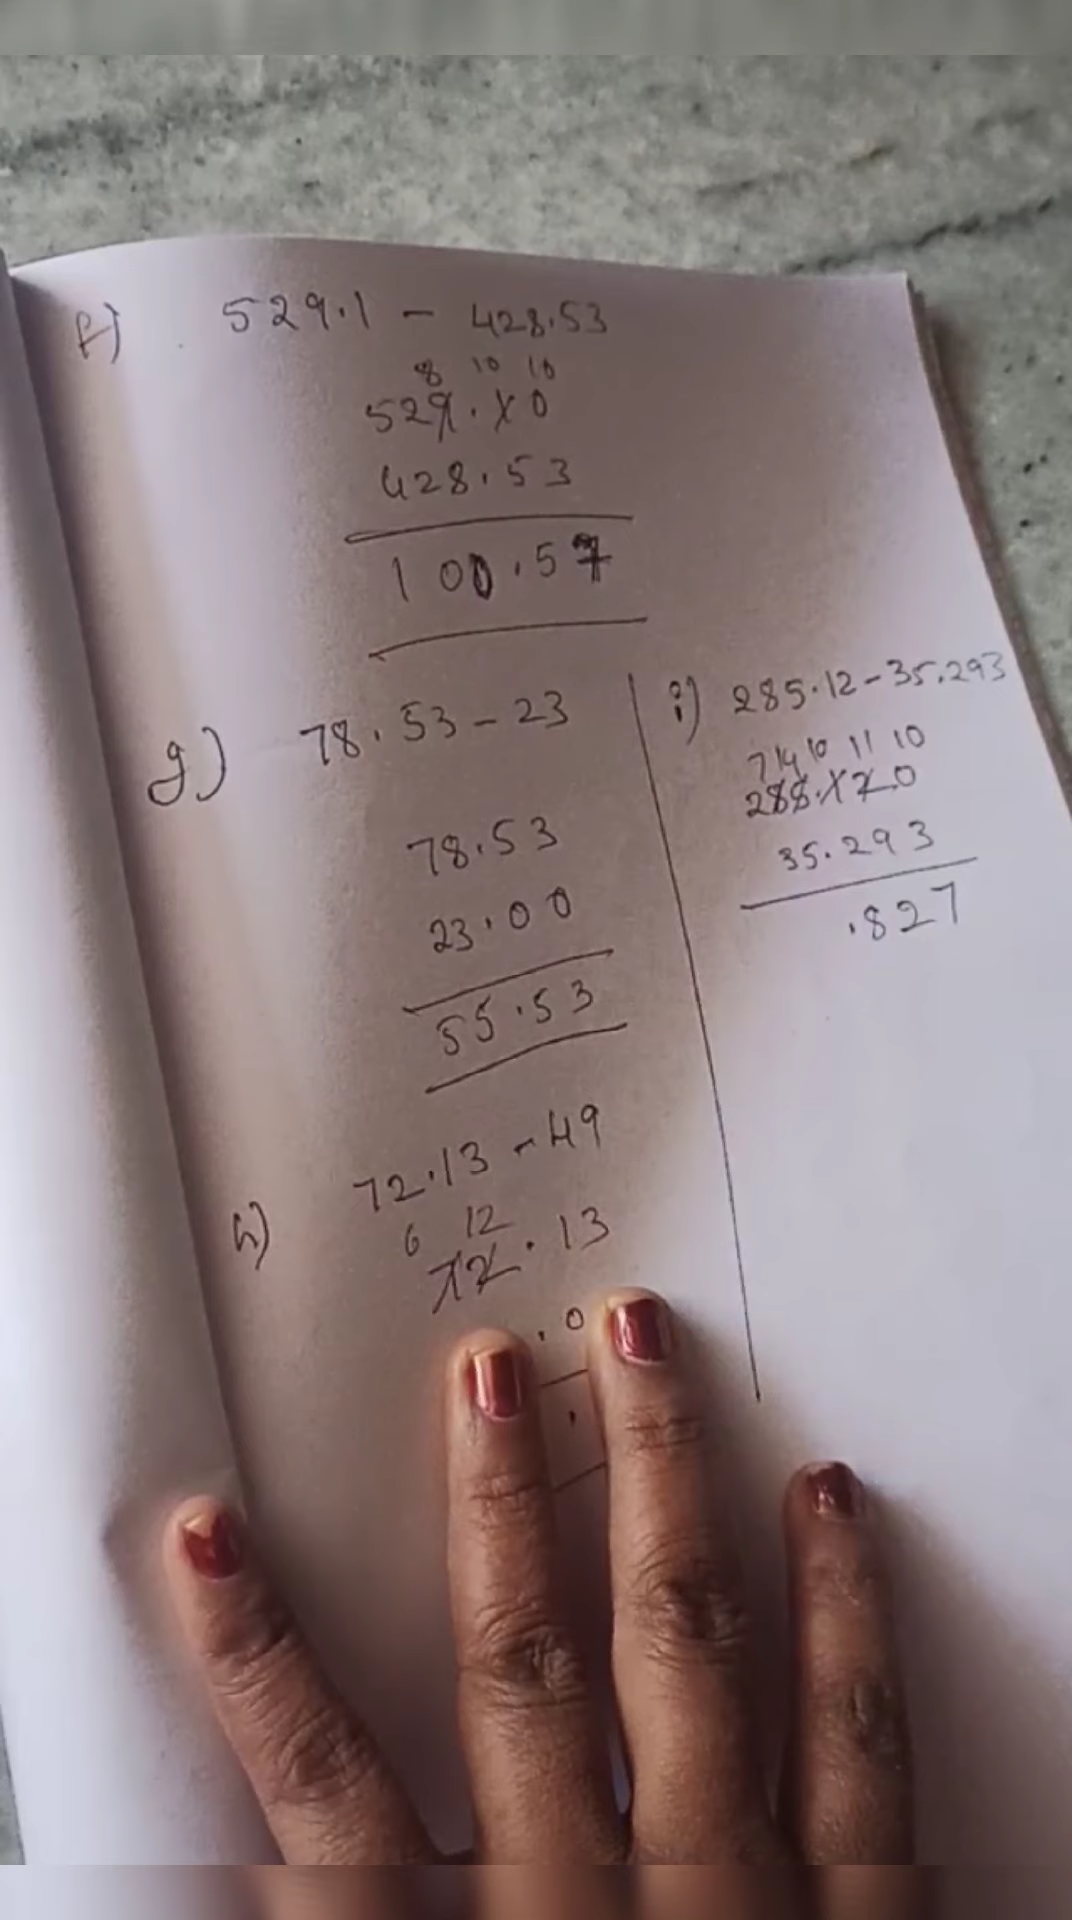 f) 529.1 - 428.53
8 10 10
529.10
428.53
100.57
g) 78.53 - 23
78.53
23.00
55.53
h) 72.13 - 49
6 12
72.13
.0
.
i) 285.12 - 35.293
7 14 10 11 10
285.120
35.293
.827